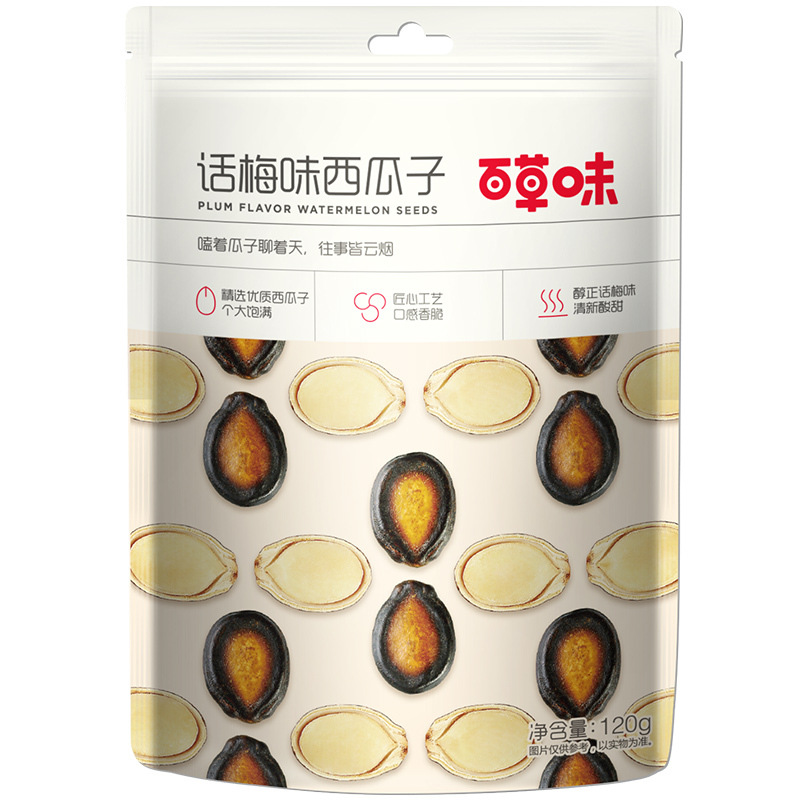 话梅味西瓜子
百草味
PLUM FLAVOR WATERMELON SEEDS
嗑着瓜子聊着天，往事皆云烟
精选优质西瓜子
个大饱满
匠心工艺
口感香脆
醇正话梅味
清新酸甜
净含量:120g
图片仅供参考，以实物为准。